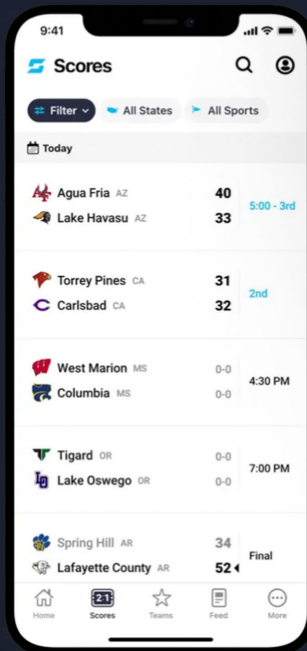 9:41
Scores
Filter All States All Sports
Today
Agua Fria AZ 40
5:00 - 3rd
Lake Havasu AZ 33
Torrey Pines CA 31
2nd
Carlsbad CA 32
West Marion MS 0-0
4:30 PM
Columbia MS 0-0
Tigard OR 0-0
7:00 PM
Lake Oswego OR 0-0
Spring Hill AR 34
Final
Lafayette County AR 52
21
Home Scores Teams Feed More